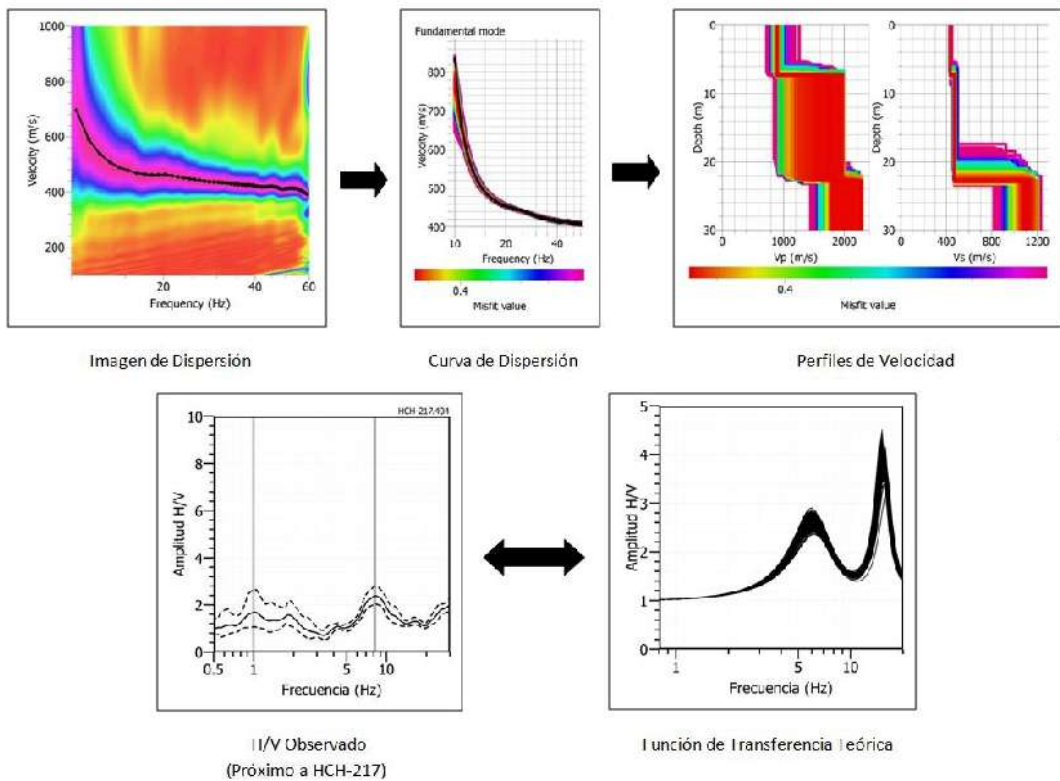 1000
800
600
400
200
Velocity (m/s)
10
20
40
60
Frequency (Hz)
Fundamental mode
800
700
600
500
400
Velocity (m/s)
10
20
40
Frequency (Hz)
0.4
Misfit value
0
10
20
30
Depth (m)
0
1000
2000
Vp (m/s)
0
10
20
30
Depth (m)
0
400
800
1200
Vs (m/s)
0.4
Misfit value
Imagen de Dispersión
Curva de Dispersión
Perfiles de Velocidad
10
8
6
4
2
0
Amplitud H/V
0.5
1
5
10
Frecuencia (Hz)
5
4
3
2
1
0
Amplitud H/V
1
5
10
Frecuencia (Hz)
H/V Observado
(Próximo a HCH-217)
Función de Transferencia Teórica